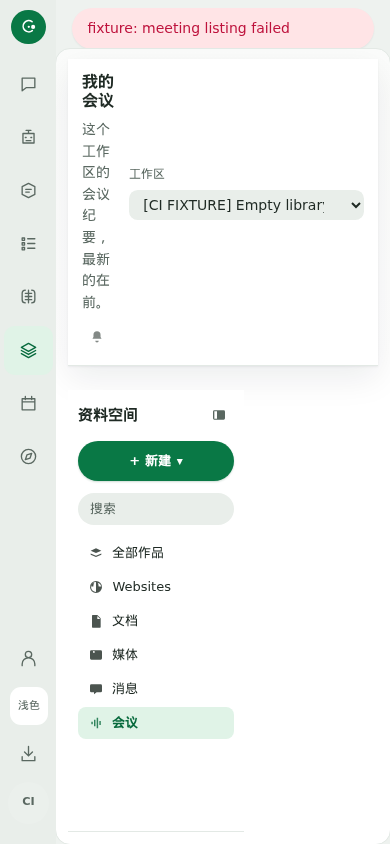 fixture: meeting listing failed
我的
会议
这个
工作
区的
会议
纪
要，
最新
的在
前。
工作区
[CI FIXTURE] Empty library
资料空间
+ 新建 ▾
搜索
全部作品
Websites
文档
媒体
消息
会议
浅色
CI